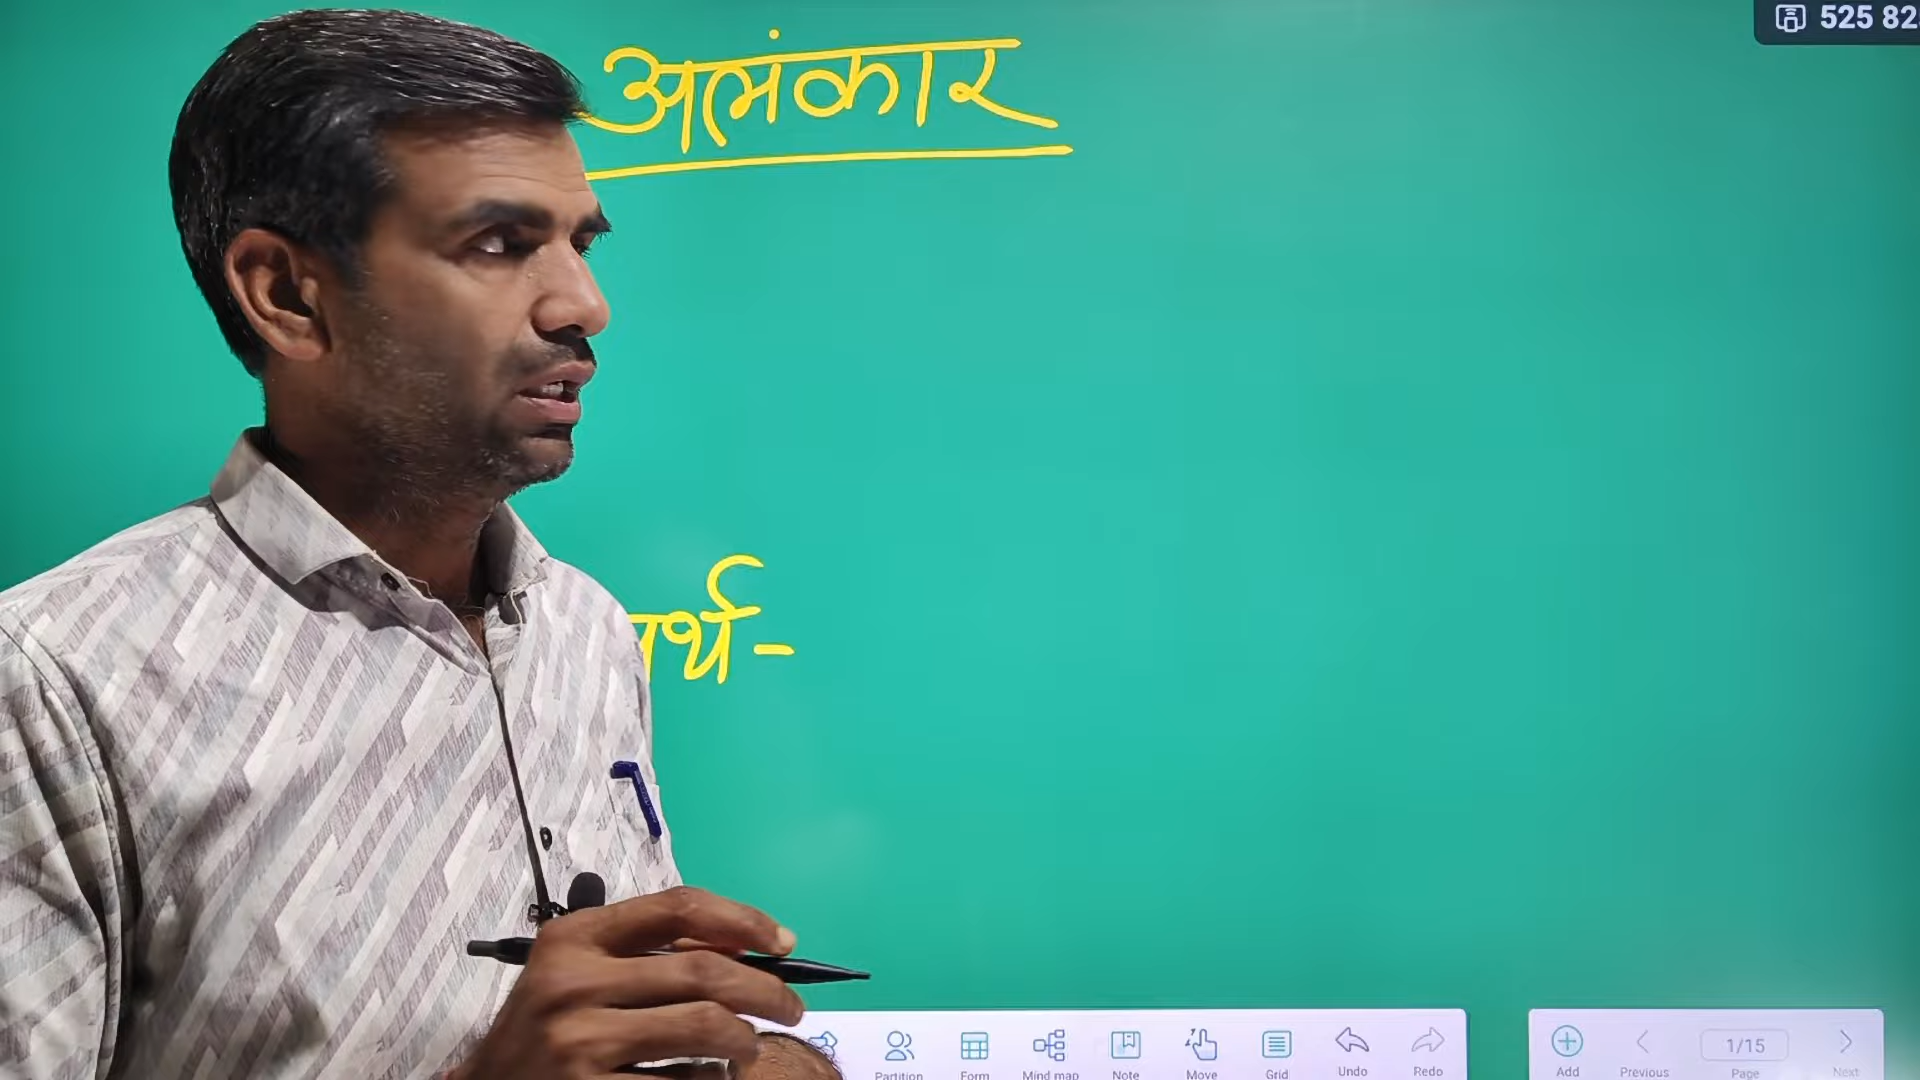 525 82
अलंकार
र्थ-
Partition Form Mind map Note Move Grid Undo Redo
Add Previous 1/15 Page Next